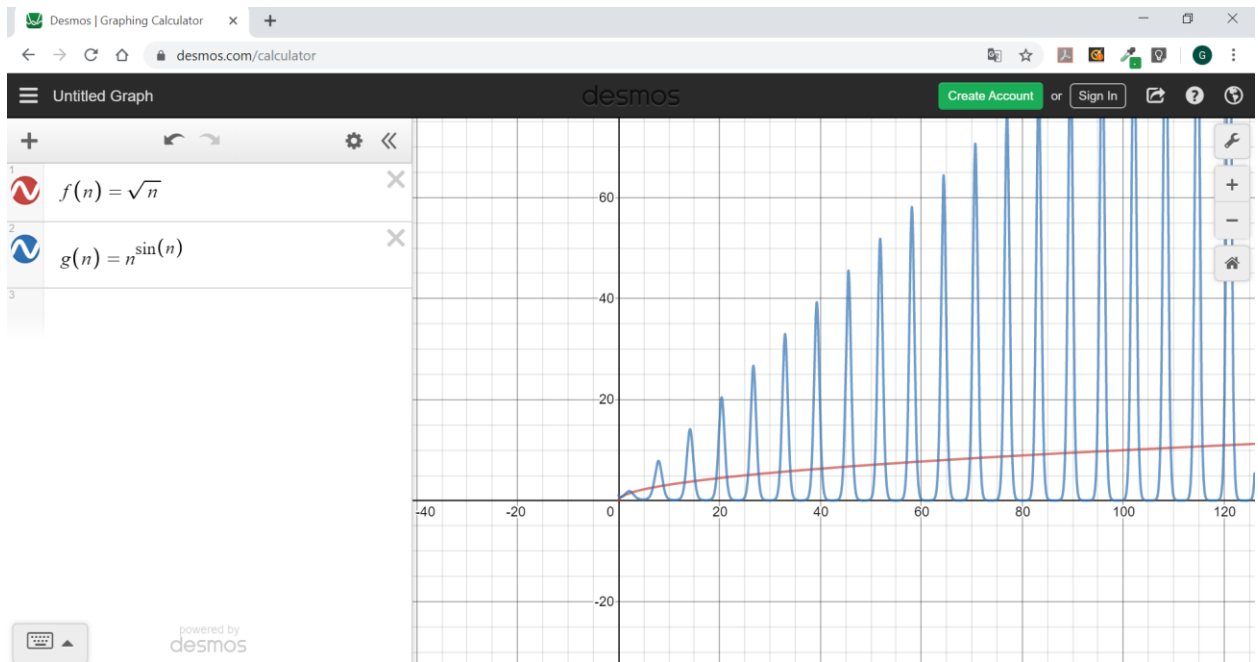 Desmos | Graphing Calculator
desmos.com/calculator
G
Untitled Graph
desmos
Create Account or Sign In
1
f(n) = √n
2
g(n) = n^sin(n)
3
60
40
20
-40 -20 0 20 40 60 80 100 120
-20
powered by
desmos